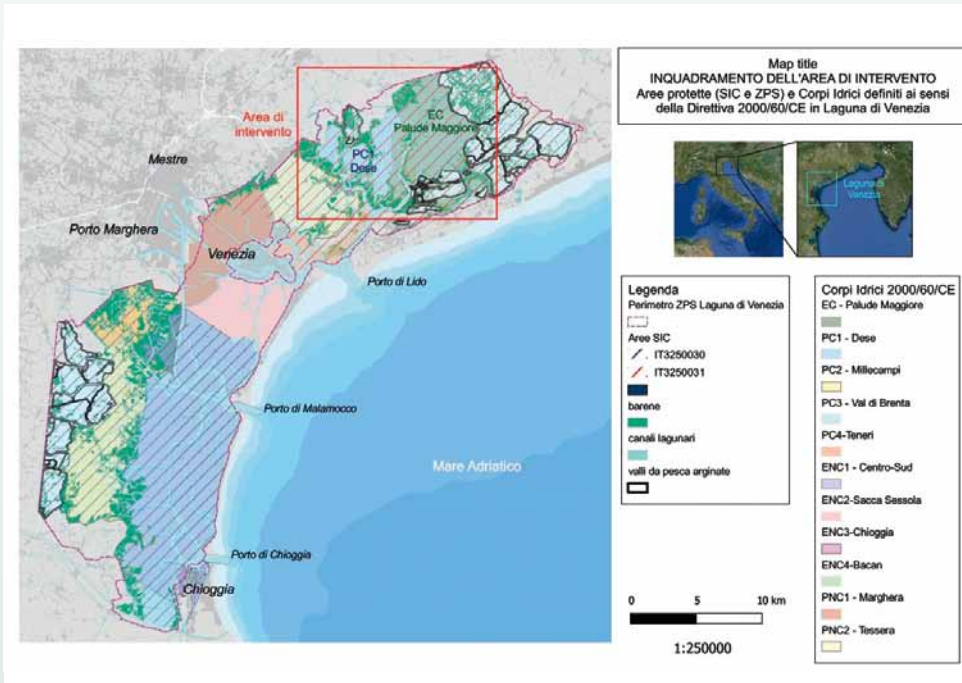 Map title
INQUADRAMENTO DELL'AREA DI INTERVENTO
Aree protette (SIC e ZPS) e Corpi Idrici definiti ai sensi
della Direttiva 2000/60/CE in Laguna di Venezia
Area di
intervento
EC
Palude Maggiore
PC1
Dese
Mestre
Porto Marghera
Venezia
Porto di Lido
Porto di Malamocco
Mare Adriatico
Porto di Chioggia
Chioggia
Laguna di
Venezia
Legenda
Perimetro ZPS Laguna di Venezia
Aree SIC
IT3250030
IT3250031
barene
canali lagunari
valli da pesca arginate
0 5 10 km
1:250000
Corpi Idrici 2000/60/CE
EC - Palude Maggiore
PC1 - Dese
PC2 - Millecampi
PC3 - Val di Brenta
PC4-Teneri
ENC1 - Centro-Sud
ENC2-Sacca Sessola
ENC3-Chioggia
ENC4-Bacan
PNC1 - Marghera
PNC2 - Tessera